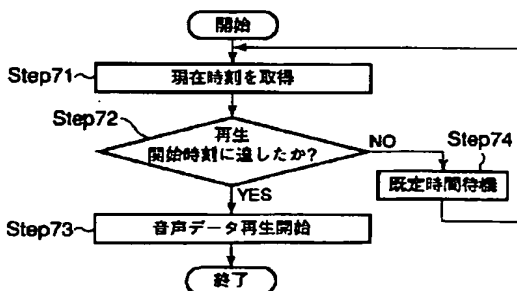 開始
Step71
現在時刻を取得
Step72
再生
開始時刻に達したか?
NO
Step74
既定時間待機
YES
Step73
音声データ再生開始
終了